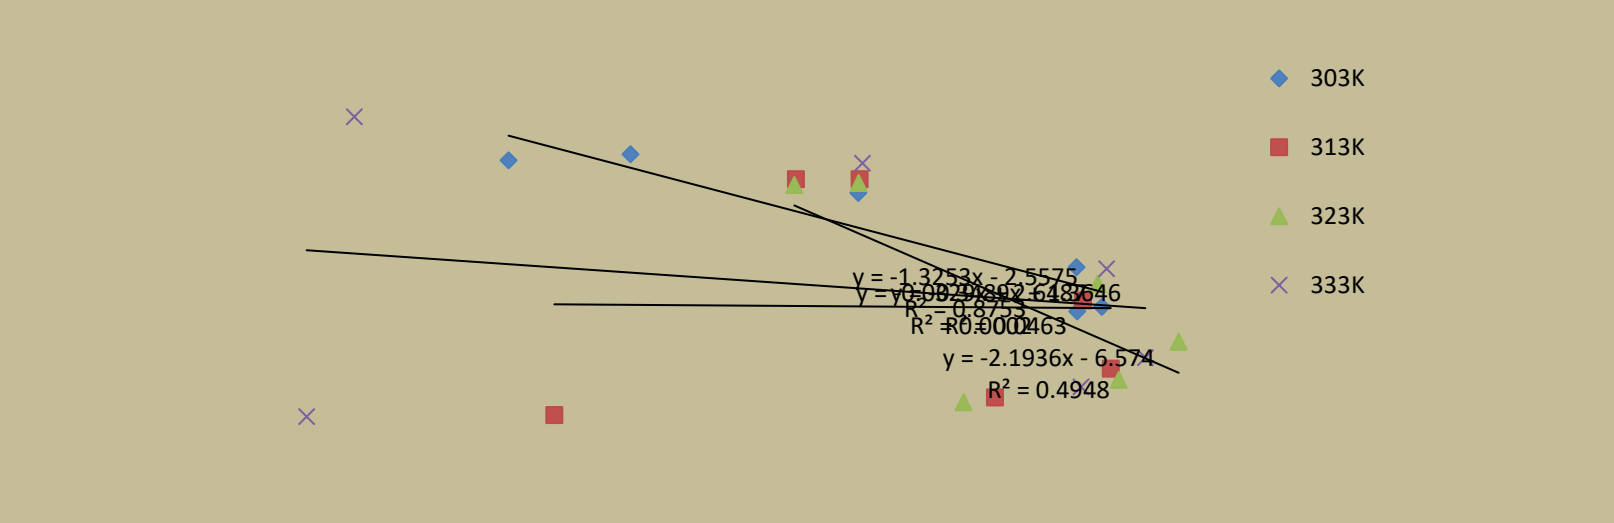 303K
313K
323K
333K
y = -1.3253x - 2.5575
R² = 0.8753
y = -2.1936x - 6.574
R² = 0.4948